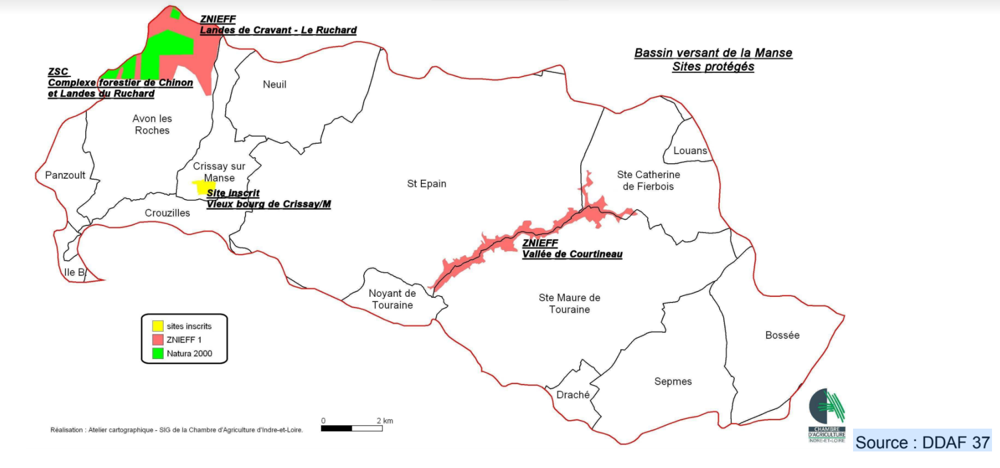 ZNIEFF
Landes de Cravant - Le Ruchard
Bassin versant de la Manse
Sites protégés
ZSC
Complexe forestier de Chinon
et Landes du Ruchard
Neuil
Avon les
Roches
Louans
Crissay sur
Manse
Panzoult
Ste Catherine
de Fierbois
St Epain
Site inscrit
Vieux bourg de Crissay/M
Crouzilles
ZNIEFF
Vallée de Courtineau
Ile B.
Noyant de
Touraine
Ste Maure de
Touraine
sites inscrits
ZNIEFF 1
Natura 2000
Bossée
Sepmes
Draché
0 2 km
Réalisation : Atelier cartographique - SIG de la Chambre d'Agriculture d'Indre-et-Loire.
CHAMBRE
D'AGRICULTURE
INDRE-ET-LOIRE
Source : DDAF 37